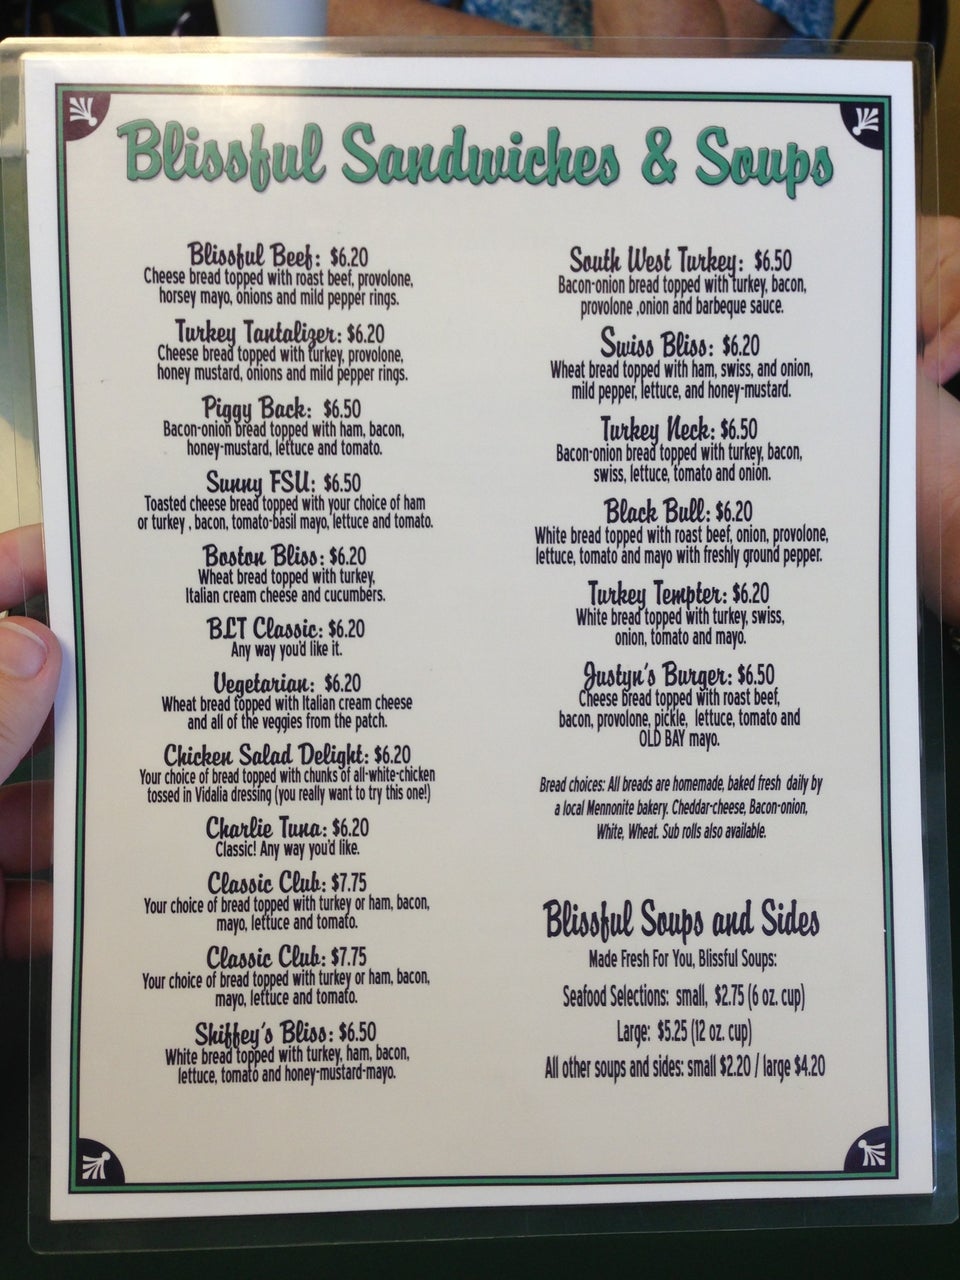 Blissful Sandwiches & Soups
Blissful Beef: $6.20
Cheese bread topped with roast beef, provolone,
horsey mayo, onions and mild pepper rings.
Turkey Tantalizer: $6.20
Cheese bread topped with turkey, provolone,
honey mustard, onions and mild pepper rings.
Piggy Back: $6.50
Bacon-onion bread topped with ham, bacon,
honey-mustard, lettuce and tomato.
Sunny FSU: $6.50
Toasted cheese bread topped with your choice of ham
or turkey , bacon, tomato-basil mayo, lettuce and tomato.
Boston Bliss: $6.20
Wheat bread topped with turkey,
Italian cream cheese and cucumbers.
BLT Classic: $6.20
Any way you'd like it.
Vegetarian: $6.20
Wheat bread topped with Italian cream cheese
and all of the veggies from the patch.
Chicken Salad Delight: $6.20
Your choice of bread topped with chunks of all-white-chicken
tossed in Vidalia dressing (you really want to try this one!)
Charlie Tuna: $6.20
Classic! Any way you'd like.
Classic Club: $7.75
Your choice of bread topped with turkey or ham, bacon,
mayo, lettuce and tomato.
Classic Club: $7.75
Your choice of bread topped with turkey or ham, bacon,
mayo, lettuce and tomato.
Shiffey's Bliss: $6.50
White bread topped with turkey, ham, bacon,
lettuce, tomato and honey-mustard-mayo.
South West Turkey: $6.50
Bacon-onion bread topped with turkey, bacon,
provolone ,onion and barbeque sauce.
Swiss Bliss: $6.20
Wheat bread topped with ham, swiss, and onion,
mild pepper, lettuce, and honey-mustard.
Turkey Neck: $6.50
Bacon-onion bread topped with turkey, bacon,
swiss, lettuce, tomato and onion.
Black Bull: $6.20
White bread topped with roast beef, onion, provolone,
lettuce, tomato and mayo with freshly ground pepper.
Turkey Tempter: $6.20
White bread topped with turkey, swiss,
onion, tomato and mayo.
Justyn's Burger: $6.50
Cheese bread topped with roast beef,
bacon, provolone, pickle, lettuce, tomato and
OLD BAY mayo.
Bread choices: All breads are homemade, baked fresh daily by
a local Mennonite bakery. Cheddar-cheese, Bacon-onion,
White, Wheat. Sub rolls also available.
Blissful Soups and Sides
Made Fresh For You, Blissful Soups:
Seafood Selections: small, $2.75 (6 oz. cup)
Large: $5.25 (12 oz. cup)
All other soups and sides: small $2.20 / large $4.20